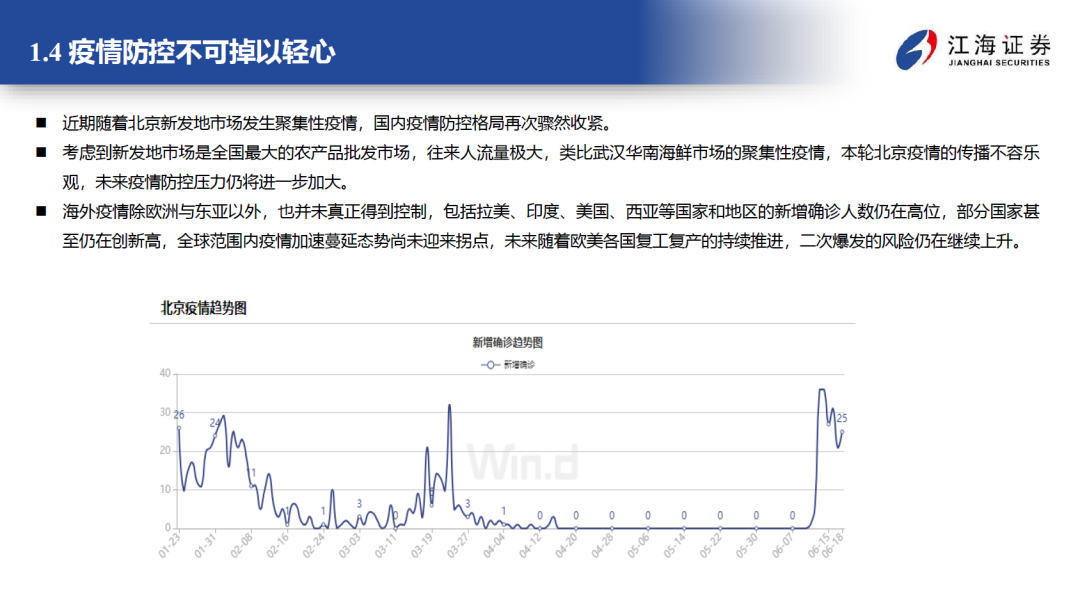 1.4 疫情防控不可掉以轻心
江海证券
JIANGHAI SECURITIES
■ 近期随着北京新发地市场发生聚集性疫情，国内疫情防控格局再次骤然收紧。
■ 考虑到新发地市场是全国最大的农产品批发市场，往来人流量极大，类比武汉华南海鲜市场的聚集性疫情，本轮北京疫情的传播不容乐
观，未来疫情防控压力仍将进一步加大。
■ 海外疫情除欧洲与东亚以外，也并未真正得到控制，包括拉美、印度、美国、西亚等国家和地区的新增确诊人数仍在高位，部分国家甚
至仍在创新高，全球范围内疫情加速蔓延态势尚未迎来拐点，未来随着欧美各国复工复产的持续推进，二次爆发的风险仍在继续上升。
北京疫情趋势图
新增确诊趋势图
新增确诊
40
30
20
10
0
26 24 11 1 1 3 0 3 1 0 0 0 0 0 0 0 0 25
Win.d
01-23 01-31 02-08 02-16 02-24 03-03 03-11 03-19 03-27 04-04 04-12 04-20 04-28 05-06 05-14 05-22 05-30 06-07 06-15 06-18